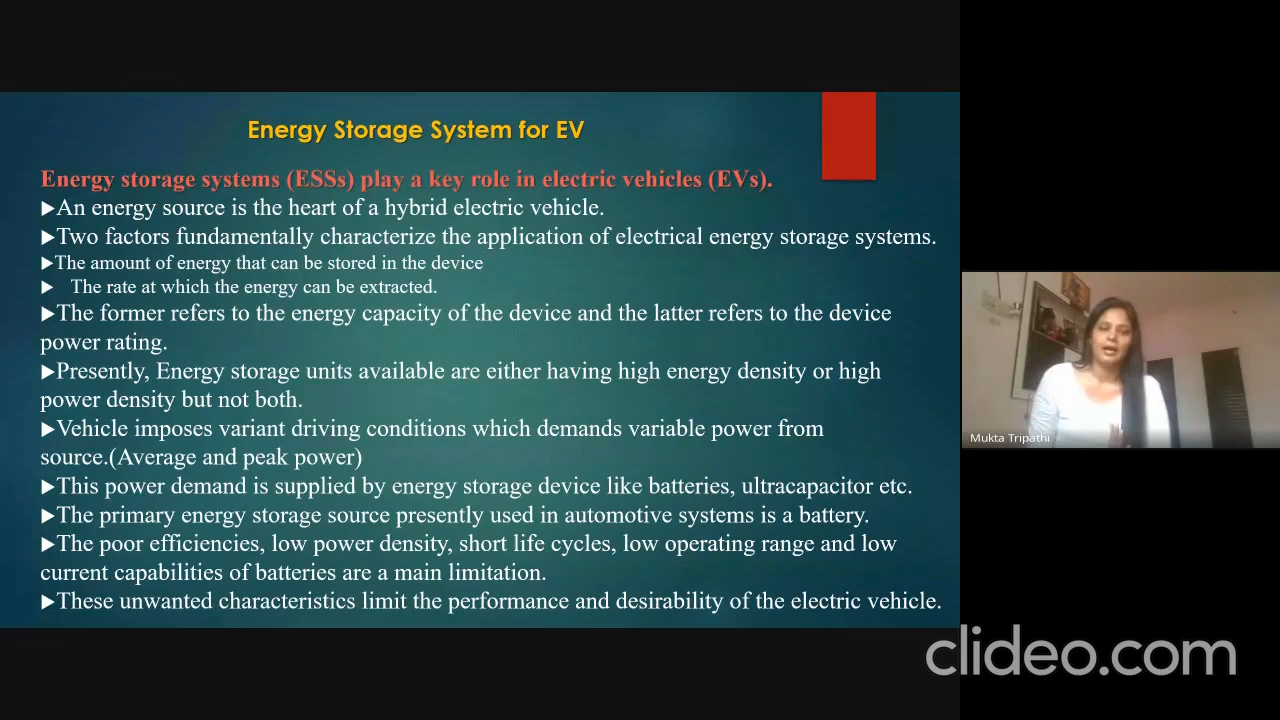 Energy Storage System for EV
Energy storage systems (ESSs) play a key role in electric vehicles (EVs).
▶An energy source is the heart of a hybrid electric vehicle.
▶Two factors fundamentally characterize the application of electrical energy storage systems.
▶The amount of energy that can be stored in the device
▶ The rate at which the energy can be extracted.
▶The former refers to the energy capacity of the device and the latter refers to the device
power rating.
▶Presently, Energy storage units available are either having high energy density or high
power density but not both.
▶Vehicle imposes variant driving conditions which demands variable power from
source.(Average and peak power)
▶This power demand is supplied by energy storage device like batteries, ultracapacitor etc.
▶The primary energy storage source presently used in automotive systems is a battery.
▶The poor efficiencies, low power density, short life cycles, low operating range and low
current capabilities of batteries are a main limitation.
▶These unwanted characteristics limit the performance and desirability of the electric vehicle.
Mukta Tripathi
clideo.com